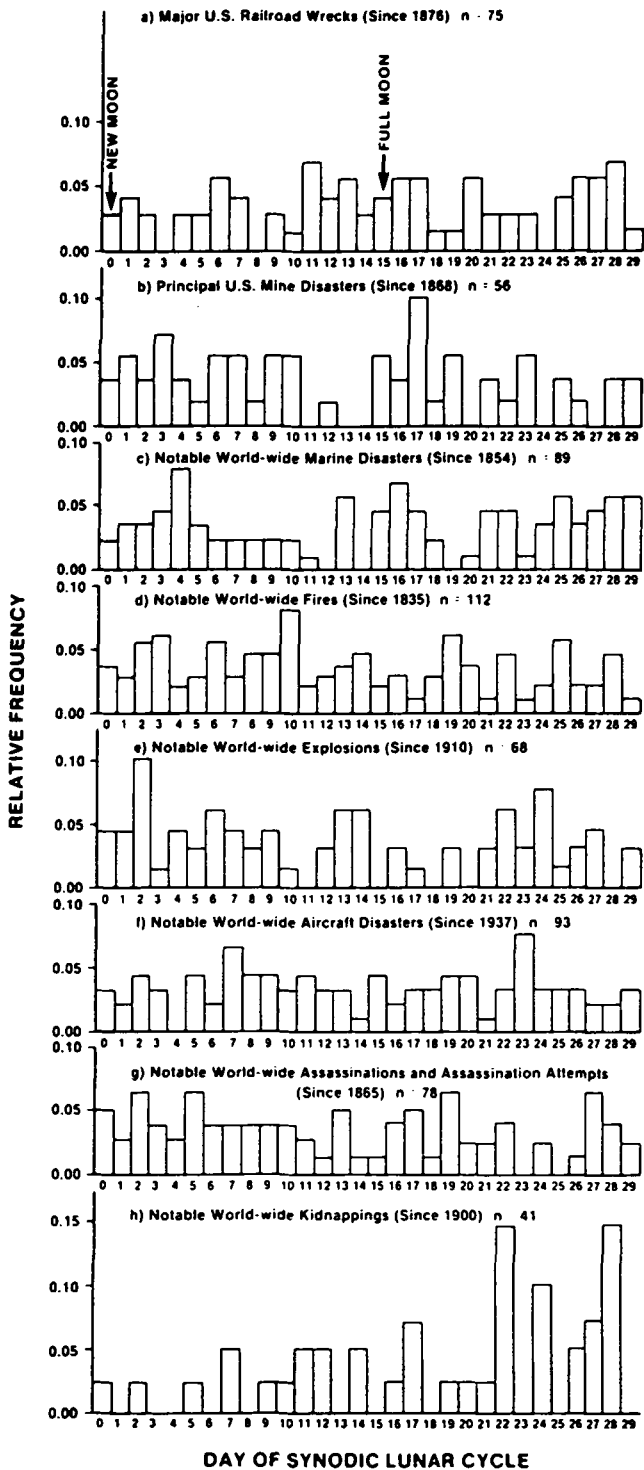 a) Major U.S. Railroad Wrecks (Since 1876) n · 75
NEW MOON
FULL MOON
0.10
0.05
0.00
0 1 2 3 4 5 6 7 8 9 10 11 12 13 14 15 16 17 18 19 20 21 22 23 24 25 26 27 28 29
b) Principal U.S. Mine Disasters (Since 1868) n = 56
0.10
0.05
0.00
0 1 2 3 4 5 6 7 8 9 10 11 12 13 14 15 16 17 18 19 20 21 22 23 24 25 26 27 28 29
c) Notable World-wide Marine Disasters (Since 1854) n = 89
0.10
0.05
0.00
0 1 2 3 4 5 6 7 8 9 10 11 12 13 14 15 16 17 18 19 20 21 22 23 24 25 26 27 28 29
d) Notable World-wide Fires (Since 1835) n = 112
0.10
0.05
0.00
0 1 2 3 4 5 6 7 8 9 10 11 12 13 14 15 16 17 18 19 20 21 22 23 24 25 26 27 28 29
RELATIVE FREQUENCY
e) Notable World-wide Explosions (Since 1910) n · 68
0.10
0.05
0.00
0 1 2 3 4 5 6 7 8 9 10 11 12 13 14 15 16 17 18 19 20 21 22 23 24 25 26 27 28 29
f) Notable World-wide Aircraft Disasters (Since 1937) n 93
0.10
0.05
0.00
0 1 2 3 4 5 6 7 8 9 10 11 12 13 14 15 16 17 18 19 20 21 22 23 24 25 26 27 28 29
g) Notable World-wide Assassinations and Assassination Attempts
(Since 1865) n · 78
0.10
0.05
0.00
0 1 2 3 4 5 6 7 8 9 10 11 12 13 14 15 16 17 18 19 20 21 22 23 24 25 26 27 28 29
h) Notable World-wide Kidnappings (Since 1900) n 41
0.15
0.10
0.05
0.00
0 1 2 3 4 5 6 7 8 9 10 11 12 13 14 15 16 17 18 19 20 21 22 23 24 25 26 27 28 29
DAY OF SYNODIC LUNAR CYCLE